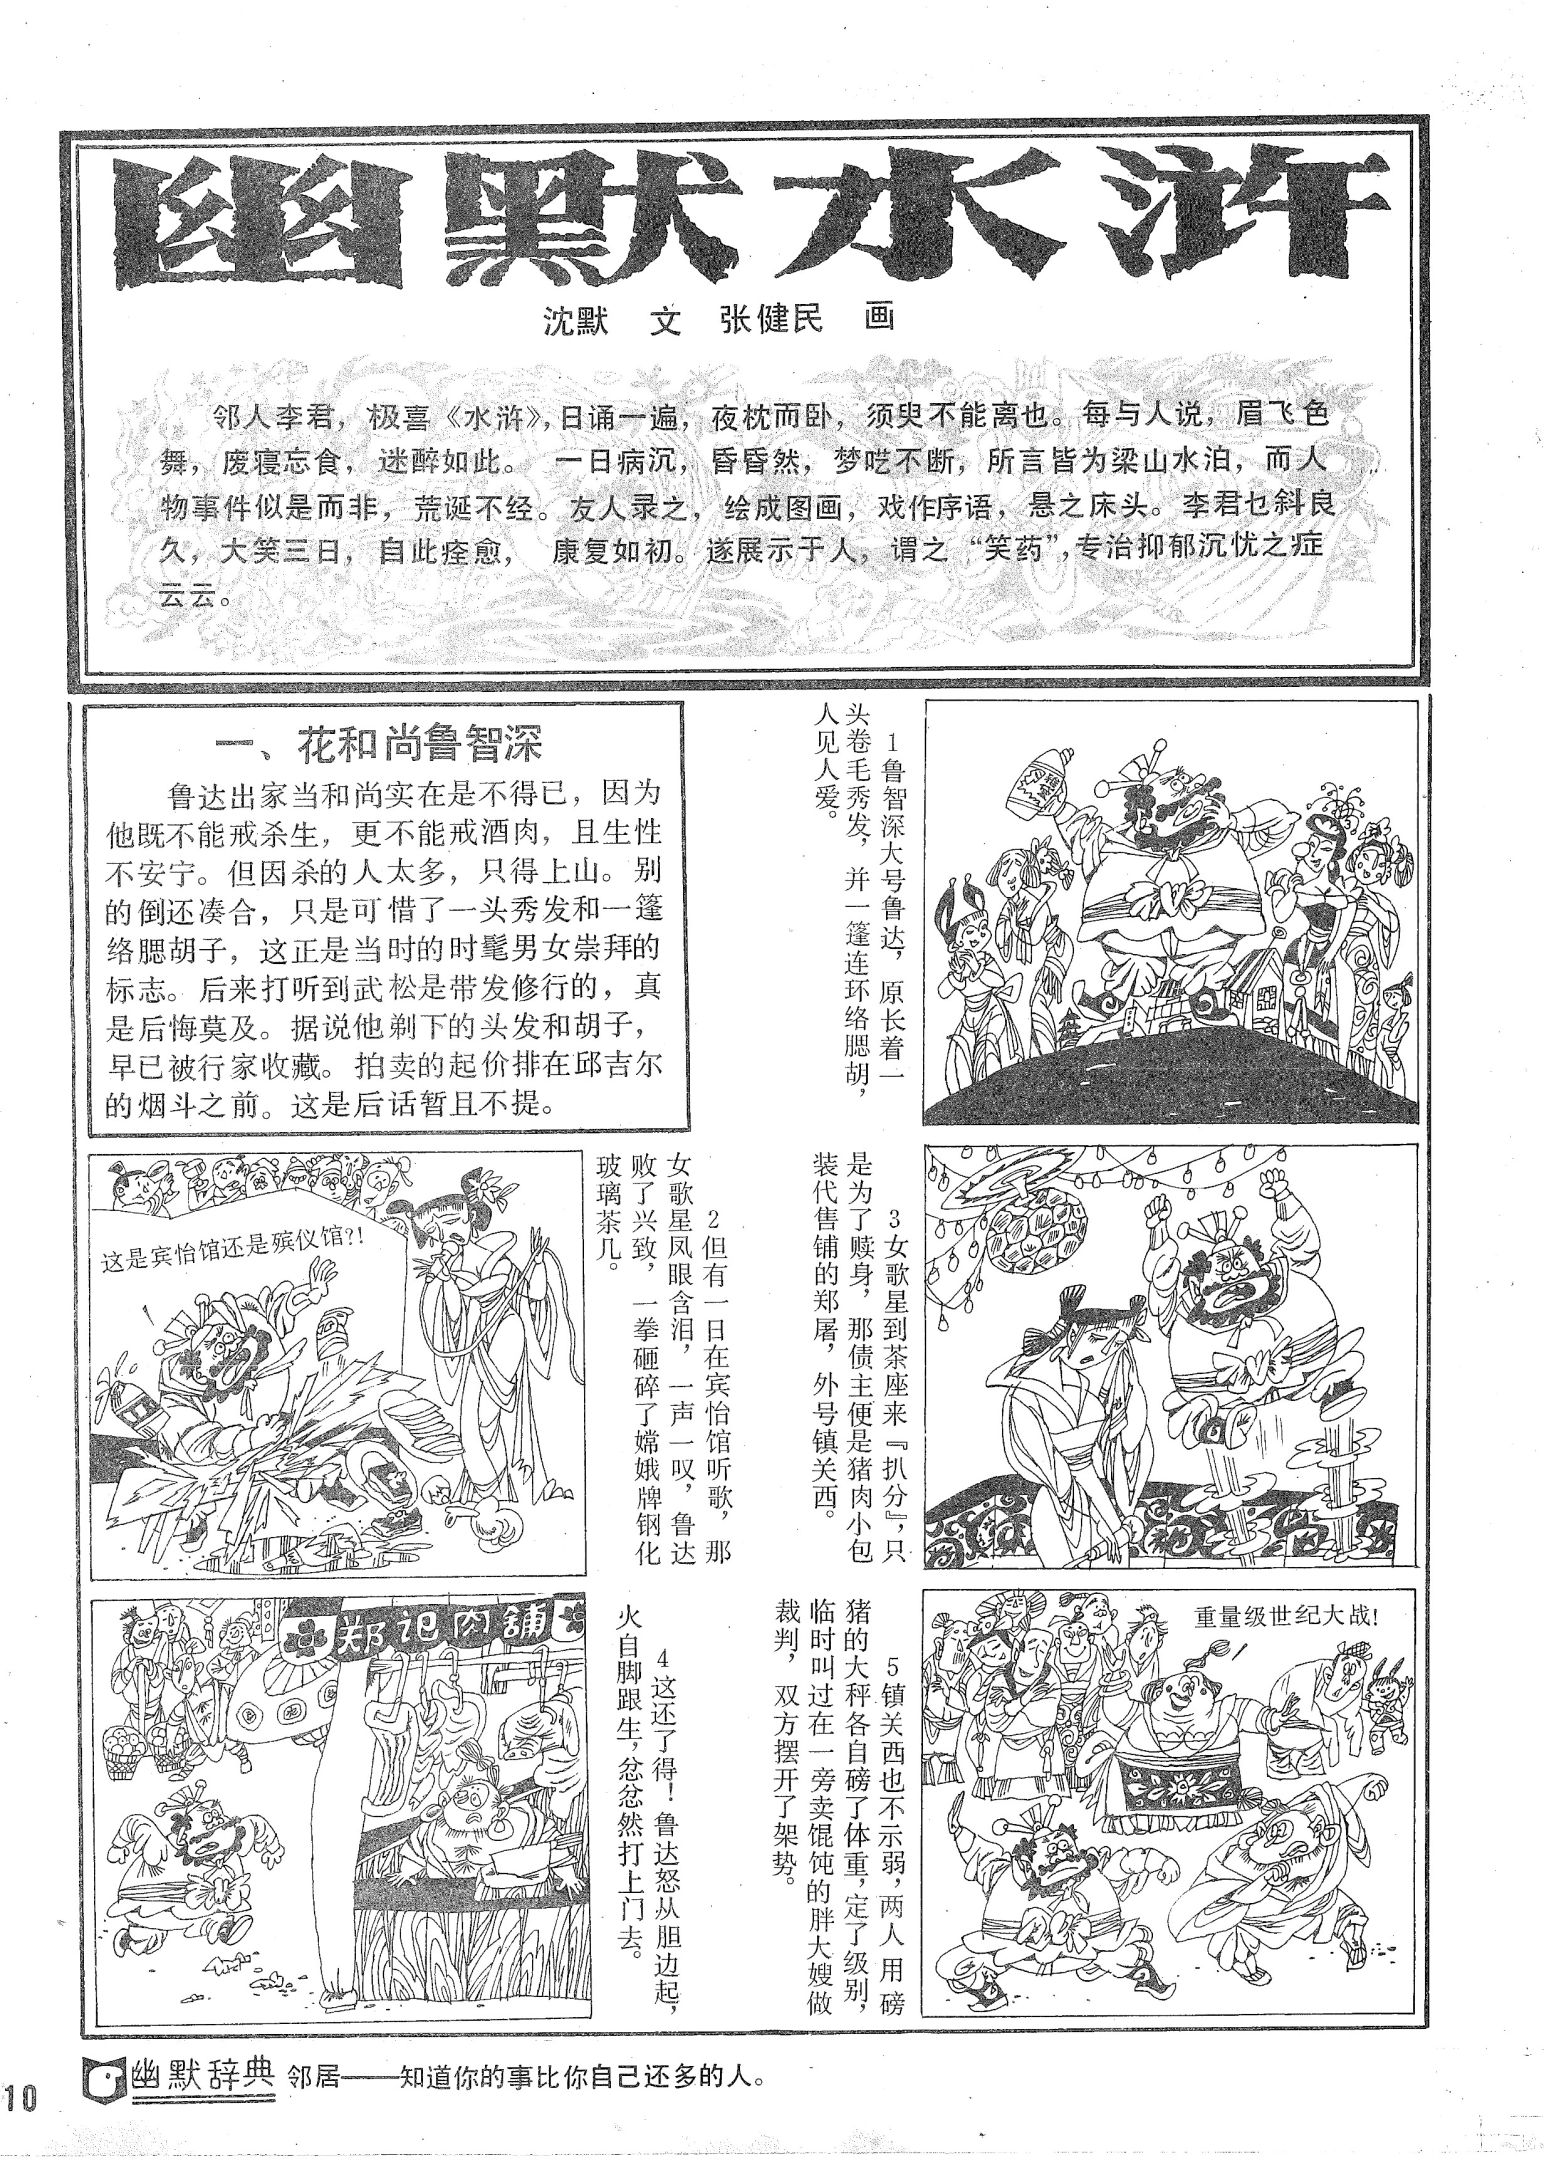 幽默水浒
沈默　文　张健民　画
邻人李君，极喜《水浒》，日诵一遍，夜枕而卧，须臾不能离也。每与人说，眉飞色
舞，废寝忘食，迷醉如此。一日病沉，昏昏然，梦呓不断，所言皆为梁山水泊，而人
物事件似是而非，荒诞不经。友人录之，绘成图画，戏作序语，悬之床头。李君乜斜良
久，大笑三日，自此痊愈，康复如初。遂展示于人，谓之“笑药”，专治抑郁沉忧之症
云云。
一、花和尚鲁智深
鲁达出家当和尚实在是不得已，因为
他既不能戒杀生，更不能戒酒肉，且生性
不安宁。但因杀的人太多，只得上山。别
的倒还凑合，只是可惜了一头秀发和一篷
络腮胡子，这正是当时的时髦男女崇拜的
标志。后来打听到武松是带发修行的，真
是后悔莫及。据说他剃下的头发和胡子，
早已被行家收藏。拍卖的起价排在邱吉尔
的烟斗之前。这是后话暂且不提。
1鲁智深大号鲁达，原长着一
头卷毛秀发，并一篷连环络腮胡，
人见人爱。
2但有一日在宾怡馆听歌，那
女歌星凤眼含泪，一声一叹，鲁达
败了兴致，一拳砸碎了嫦娥牌钢化
玻璃茶几。
这是宾怡馆还是殡仪馆?!
3女歌星到茶座来『扒分』，只
是为了赎身，那债主便是猪肉小包
装代售铺的郑屠，外号镇关西。
4这还了得！鲁达怒从胆边起，
火自脚跟生，忿忿然打上门去。
郑记肉铺
5镇关西也不示弱，两人用磅
猪的大秤各自磅了体重，定了级别，
临时叫过在一旁卖馄饨的胖大嫂做
裁判，双方摆开了架势。
重量级世纪大战!
幽默辞典 邻居——知道你的事比你自己还多的人。
10